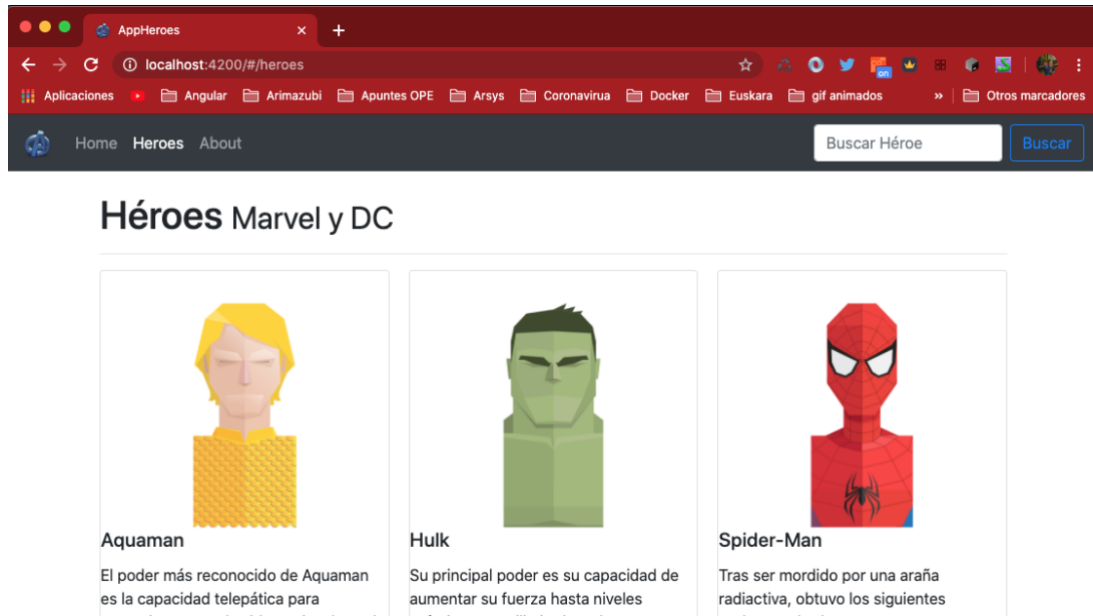 AppHeroes
localhost:4200/#/heroes
on
Aplicaciones Angular Arimazubi Apuntes OPE Arsys Coronavirua Docker Euskara gif animados » Otros marcadores
Home Heroes About Buscar Héroe Buscar
Héroes Marvel y DC
Aquaman
El poder más reconocido de Aquaman
es la capacidad telepática para
Hulk
Su principal poder es su capacidad de
aumentar su fuerza hasta niveles
Spider-Man
Tras ser mordido por una araña
radiactiva, obtuvo los siguientes